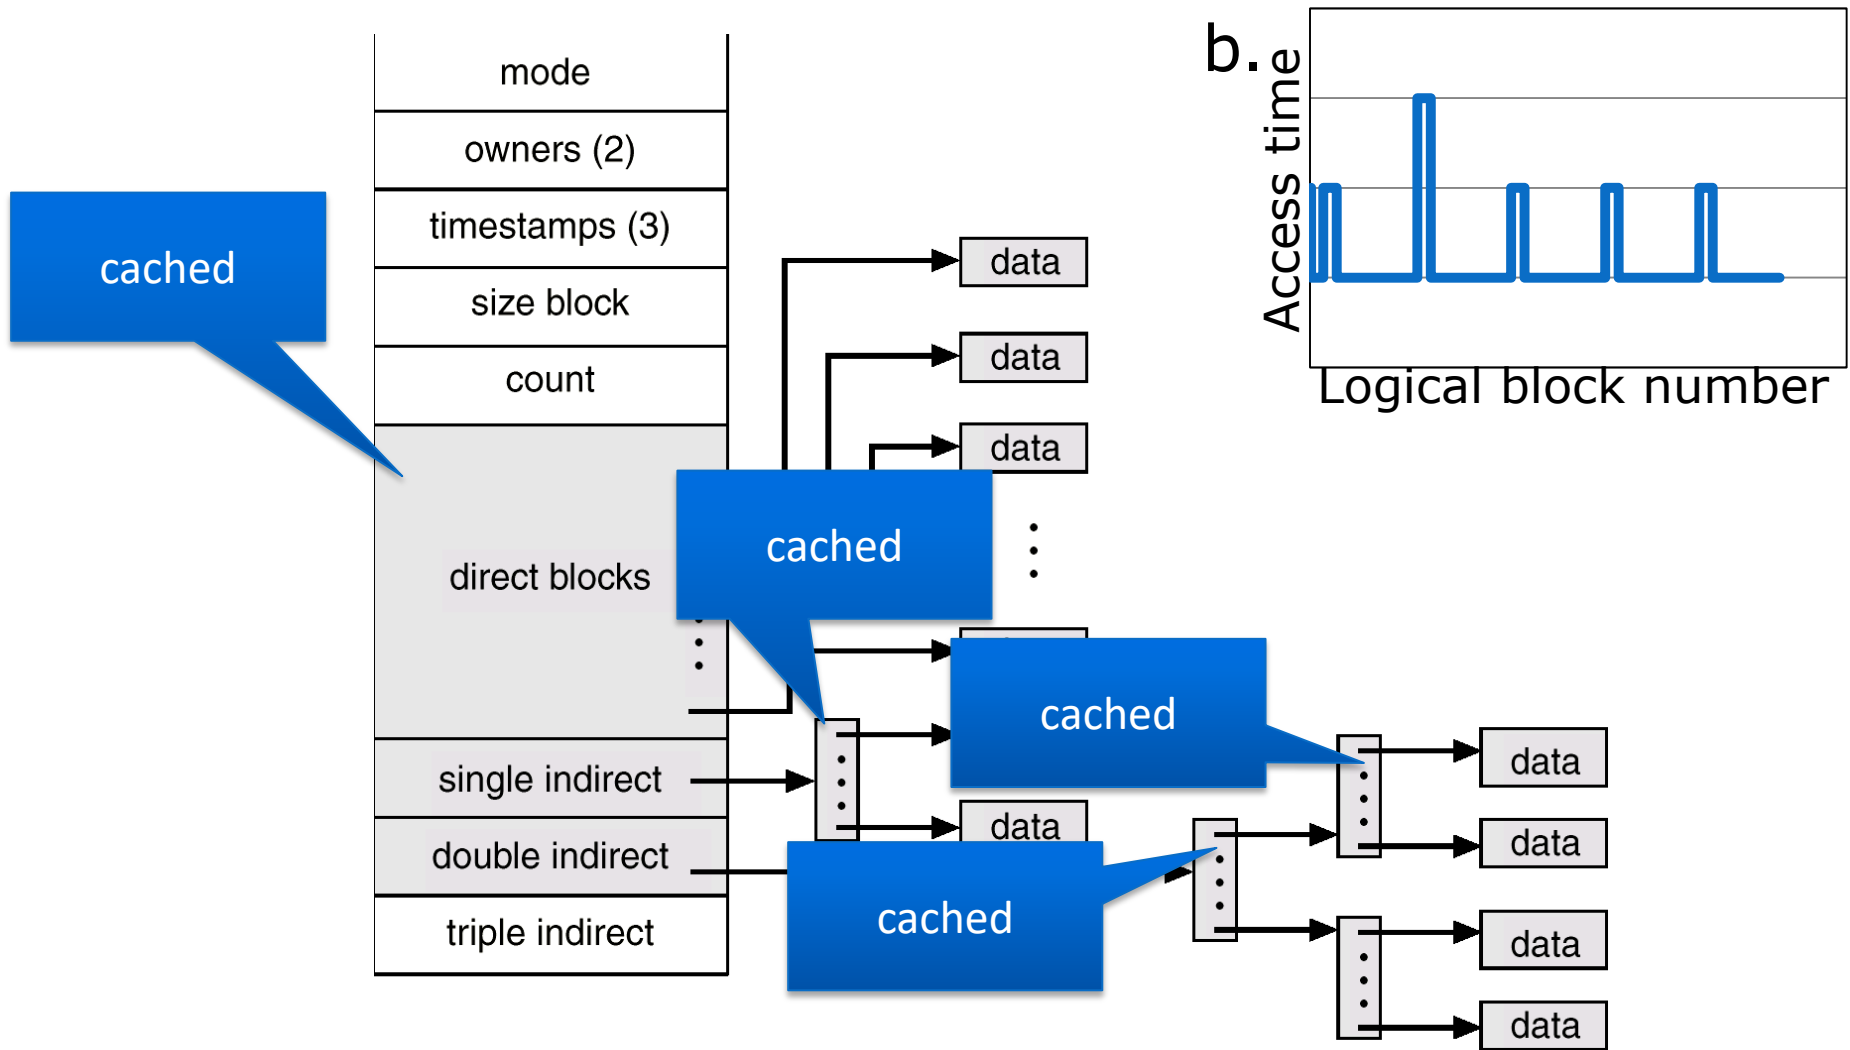 mode
owners (2)
timestamps (3)
size block
count
direct blocks
single indirect
double indirect
triple indirect
cached
cached
cached
cached
data
data
data
data
data
data
data
data
b.
Access time
Logical block number